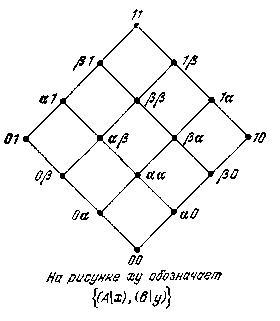 11
β1 1β
α1 ββ 1α
01 αβ βα 10
0β αα β0
0α α0
00
На рисунке xy обозначает
{(A|x),(B|y)}